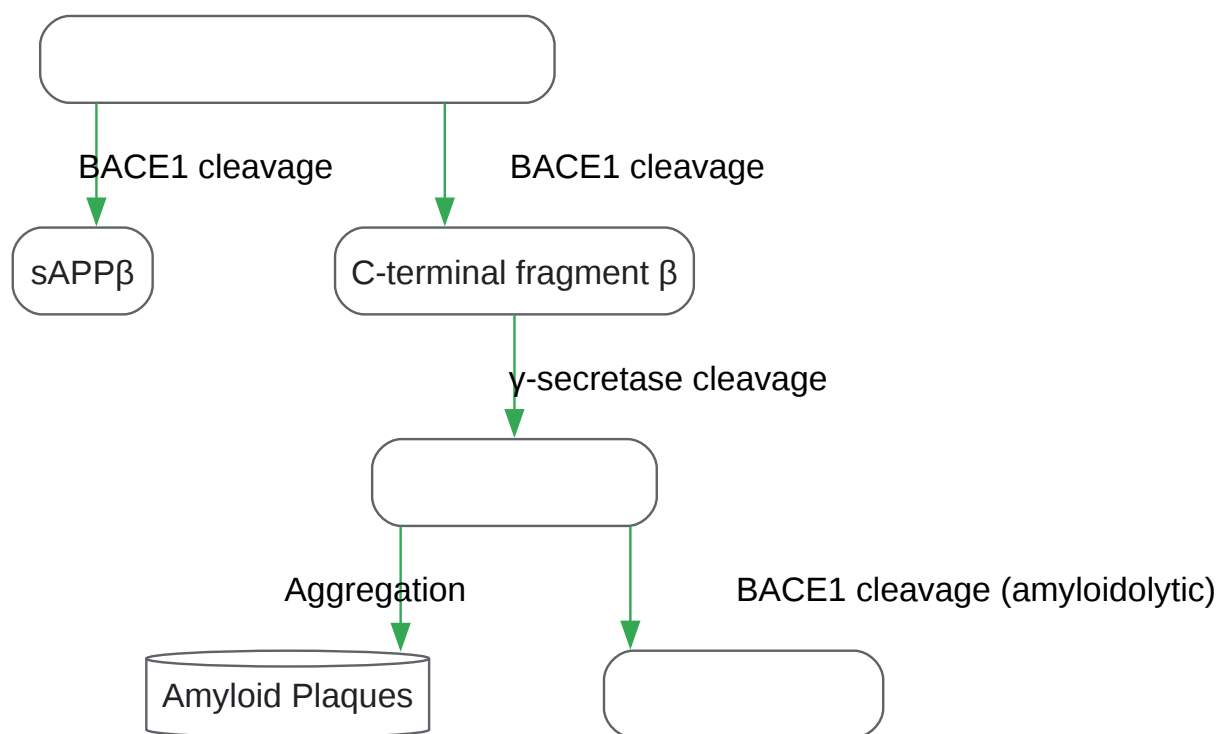 BACE1 cleavage
BACE1 cleavage
sAPPβ
C-terminal fragment β
γ-secretase cleavage
Aggregation
BACE1 cleavage (amyloidolytic)
Amyloid Plaques